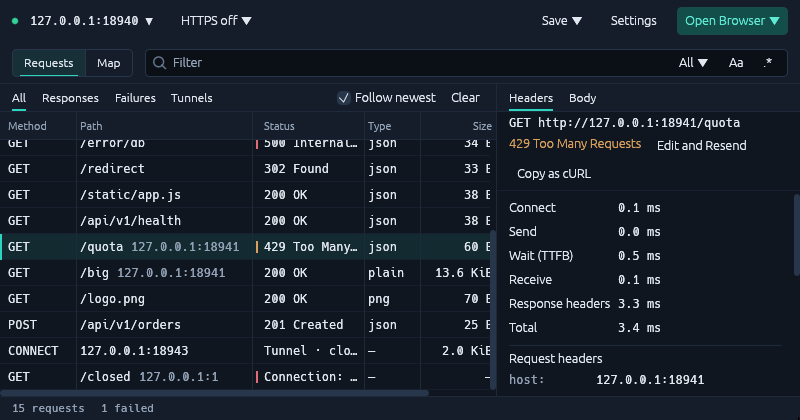 127.0.0.1:18940 ▼ HTTPS off ▼ Save ▼ Settings Open Browser ▼
Requests Map Filter All ▼ Aa .*
All Responses Failures Tunnels Follow newest Clear Headers Body
Method Path Status Type Size
GET http://127.0.0.1:18941/quota
GET /error/db 500 Internal… json 34 B
429 Too Many Requests Edit and Resend
GET /redirect 302 Found json 33 B
Copy as cURL
GET /static/app.js 200 OK json 38 B
Connect 0.1 ms
GET /api/v1/health 200 OK json 38 B
Send 0.0 ms
GET /quota 127.0.0.1:18941 429 Too Many… json 60 B
Wait (TTFB) 0.5 ms
GET /big 127.0.0.1:18941 200 OK plain 13.6 KiB
Receive 0.1 ms
GET /logo.png 200 OK png 70 B
Response headers 3.3 ms
POST /api/v1/orders 201 Created json 25 B
Total 3.4 ms
CONNECT 127.0.0.1:18943 Tunnel · clo… — 2.0 KiB
Request headers
GET /closed 127.0.0.1:1 Connection: … — —
host: 127.0.0.1:18941
15 requests 1 failed